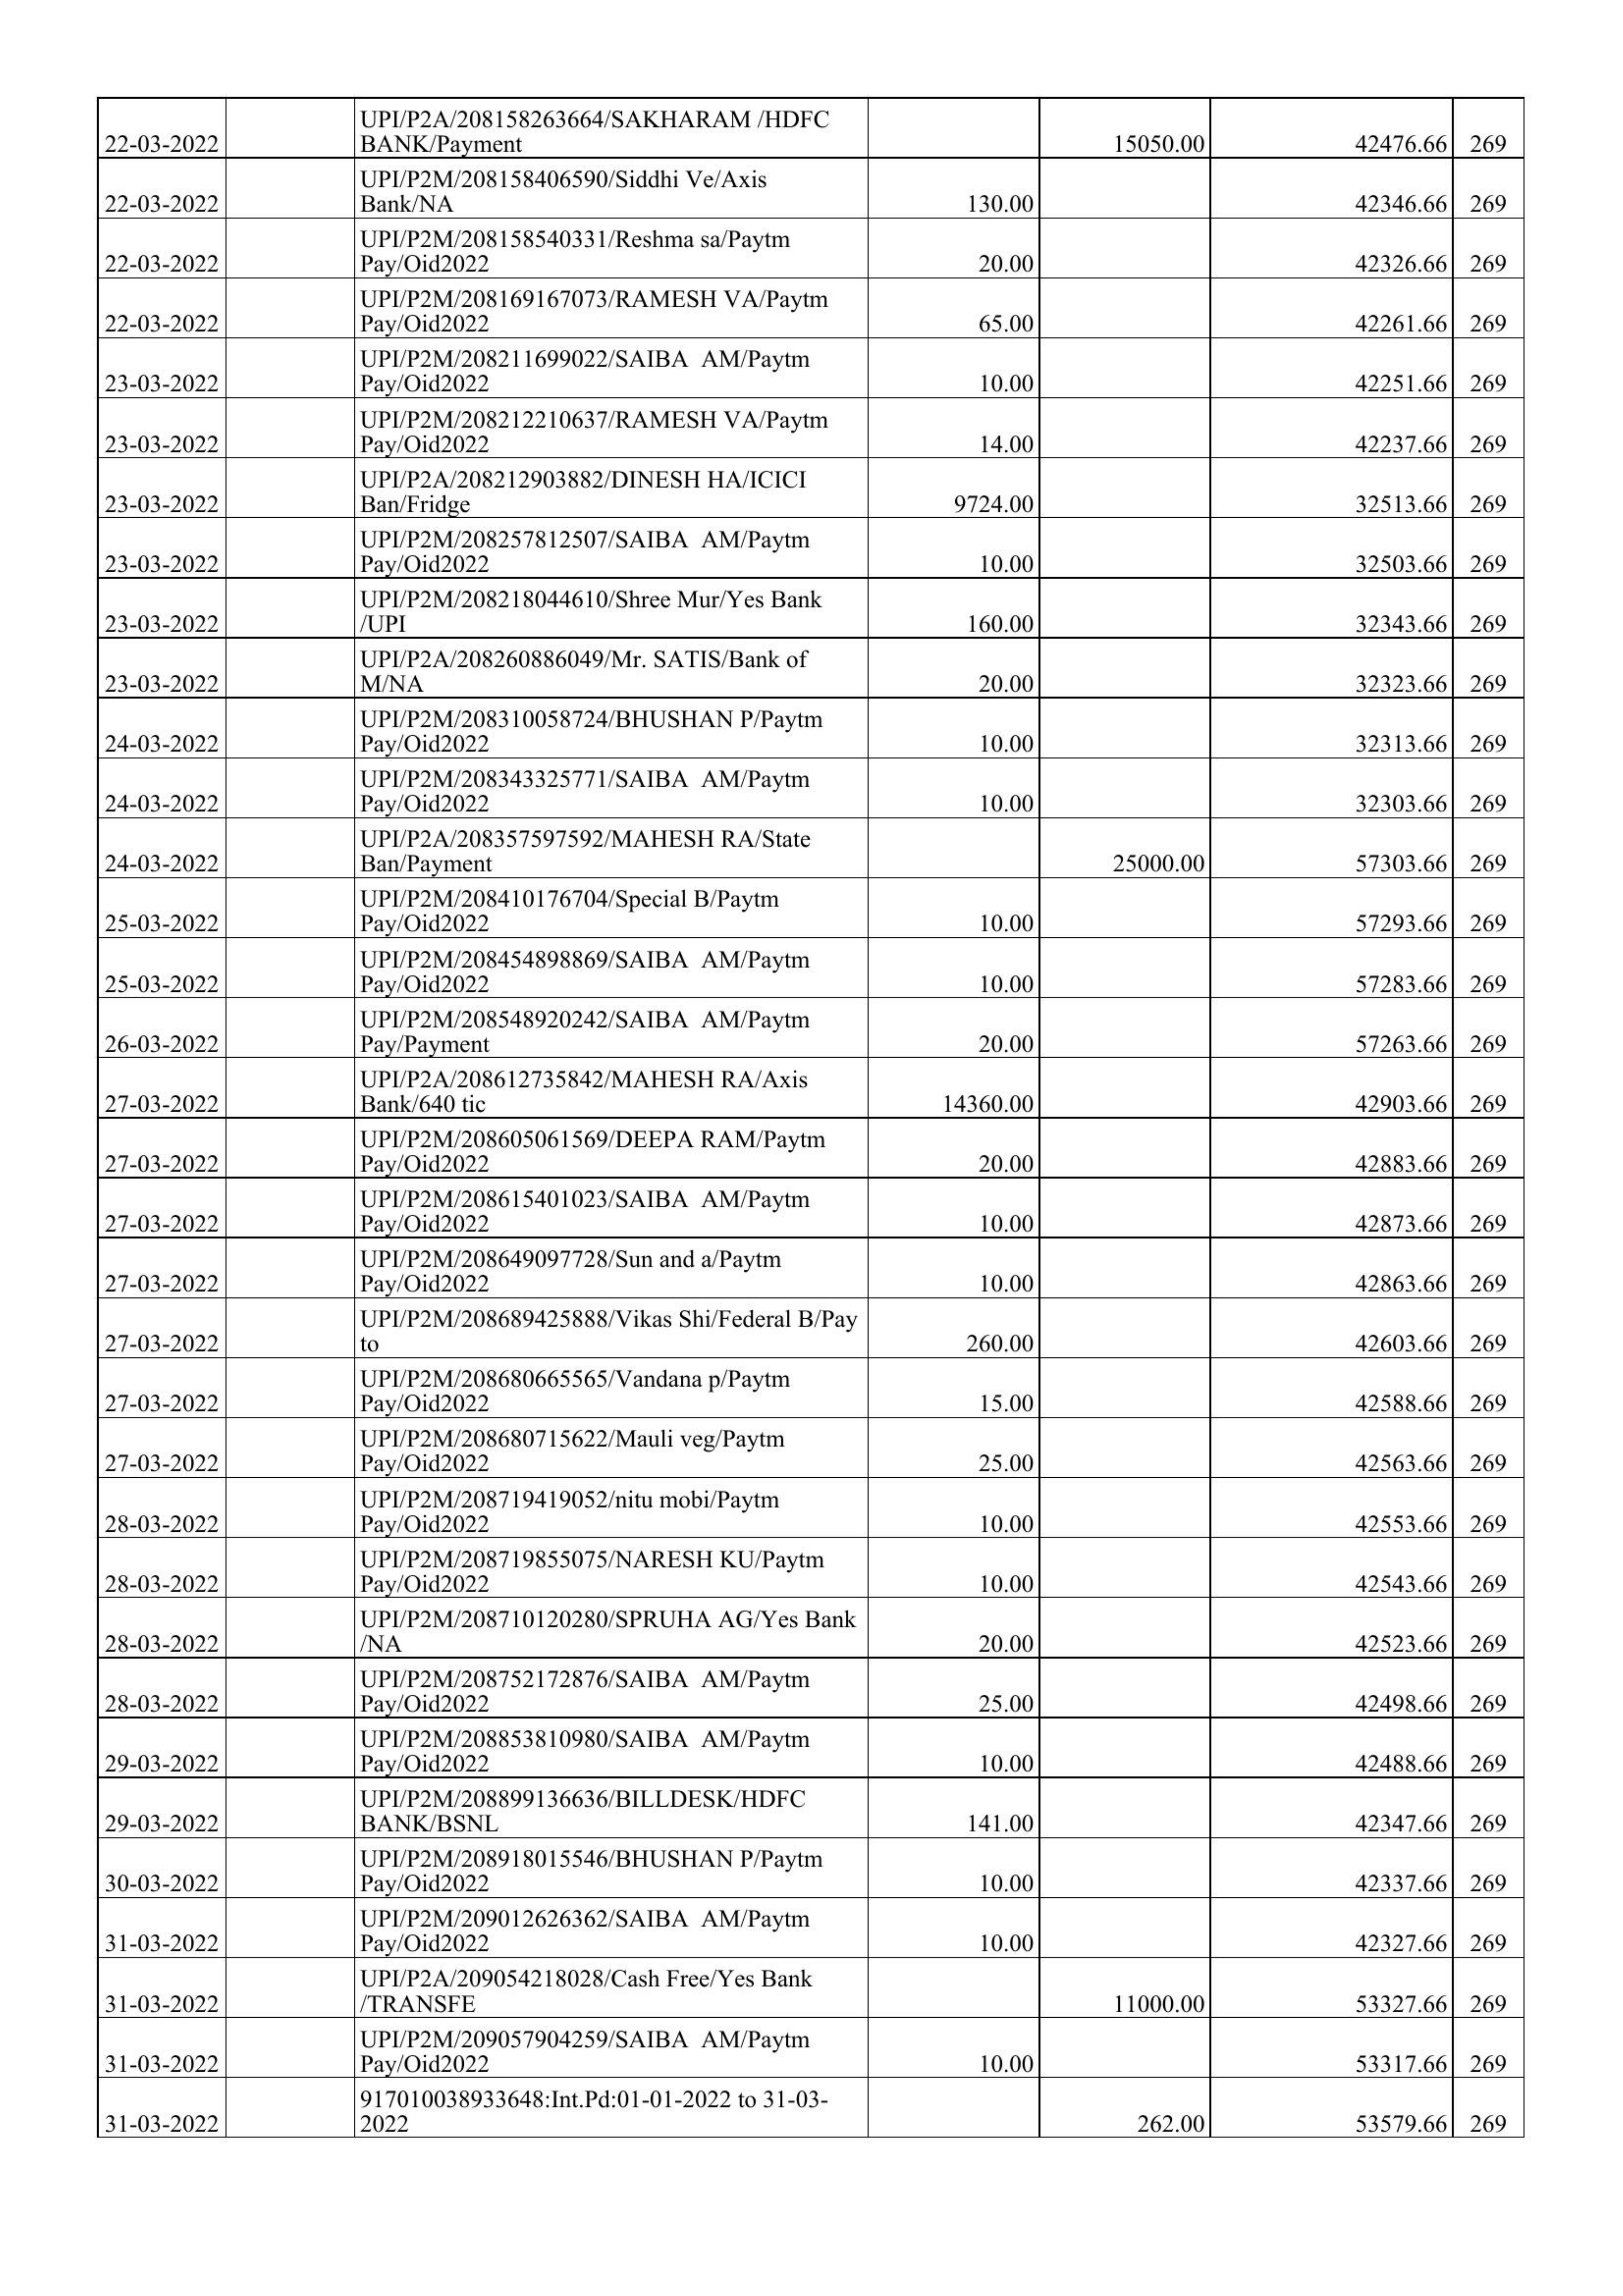 UPI/P2A/208158263664/SAKHARAM /HDFC
22-03-2022 BANK/Payment 15050.00 42476.66 269
UPI/P2M/208158406590/Siddhi Ve/Axis
22-03-2022 Bank/NA 130.00 42346.66 269
UPI/P2M/208158540331/Reshma sa/Paytm
22-03-2022 Pay/Oid2022 20.00 42326.66 269
UPI/P2M/208169167073/RAMESH VA/Paytm
22-03-2022 Pay/Oid2022 65.00 42261.66 269
UPI/P2M/208211699022/SAIBA  AM/Paytm
23-03-2022 Pay/Oid2022 10.00 42251.66 269
UPI/P2M/208212210637/RAMESH VA/Paytm
23-03-2022 Pay/Oid2022 14.00 42237.66 269
UPI/P2A/208212903882/DINESH HA/ICICI
23-03-2022 Ban/Fridge 9724.00 32513.66 269
UPI/P2M/208257812507/SAIBA  AM/Paytm
23-03-2022 Pay/Oid2022 10.00 32503.66 269
UPI/P2M/208218044610/Shree Mur/Yes Bank
23-03-2022 /UPI 160.00 32343.66 269
UPI/P2A/208260886049/Mr. SATIS/Bank of
23-03-2022 M/NA 20.00 32323.66 269
UPI/P2M/208310058724/BHUSHAN P/Paytm
24-03-2022 Pay/Oid2022 10.00 32313.66 269
UPI/P2M/208343325771/SAIBA  AM/Paytm
24-03-2022 Pay/Oid2022 10.00 32303.66 269
UPI/P2A/208357597592/MAHESH RA/State
24-03-2022 Ban/Payment 25000.00 57303.66 269
UPI/P2M/208410176704/Special B/Paytm
25-03-2022 Pay/Oid2022 10.00 57293.66 269
UPI/P2M/208454898869/SAIBA  AM/Paytm
25-03-2022 Pay/Oid2022 10.00 57283.66 269
UPI/P2M/208548920242/SAIBA  AM/Paytm
26-03-2022 Pay/Payment 20.00 57263.66 269
UPI/P2A/208612735842/MAHESH RA/Axis
27-03-2022 Bank/640 tic 14360.00 42903.66 269
UPI/P2M/208605061569/DEEPA RAM/Paytm
27-03-2022 Pay/Oid2022 20.00 42883.66 269
UPI/P2M/208615401023/SAIBA  AM/Paytm
27-03-2022 Pay/Oid2022 10.00 42873.66 269
UPI/P2M/208649097728/Sun and a/Paytm
27-03-2022 Pay/Oid2022 10.00 42863.66 269
UPI/P2M/208689425888/Vikas Shi/Federal B/Pay
27-03-2022 to 260.00 42603.66 269
UPI/P2M/208680665565/Vandana p/Paytm
27-03-2022 Pay/Oid2022 15.00 42588.66 269
UPI/P2M/208680715622/Mauli veg/Paytm
27-03-2022 Pay/Oid2022 25.00 42563.66 269
UPI/P2M/208719419052/nitu mobi/Paytm
28-03-2022 Pay/Oid2022 10.00 42553.66 269
UPI/P2M/208719855075/NARESH KU/Paytm
28-03-2022 Pay/Oid2022 10.00 42543.66 269
UPI/P2M/208710120280/SPRUHA AG/Yes Bank
28-03-2022 /NA 20.00 42523.66 269
UPI/P2M/208752172876/SAIBA  AM/Paytm
28-03-2022 Pay/Oid2022 25.00 42498.66 269
UPI/P2M/208853810980/SAIBA  AM/Paytm
29-03-2022 Pay/Oid2022 10.00 42488.66 269
UPI/P2M/208899136636/BILLDESK/HDFC
29-03-2022 BANK/BSNL 141.00 42347.66 269
UPI/P2M/208918015546/BHUSHAN P/Paytm
30-03-2022 Pay/Oid2022 10.00 42337.66 269
UPI/P2M/209012626362/SAIBA  AM/Paytm
31-03-2022 Pay/Oid2022 10.00 42327.66 269
UPI/P2A/209054218028/Cash Free/Yes Bank
31-03-2022 /TRANSFE 11000.00 53327.66 269
UPI/P2M/209057904259/SAIBA  AM/Paytm
31-03-2022 Pay/Oid2022 10.00 53317.66 269
917010038933648:Int.Pd:01-01-2022 to 31-03-
31-03-2022 2022 262.00 53579.66 269